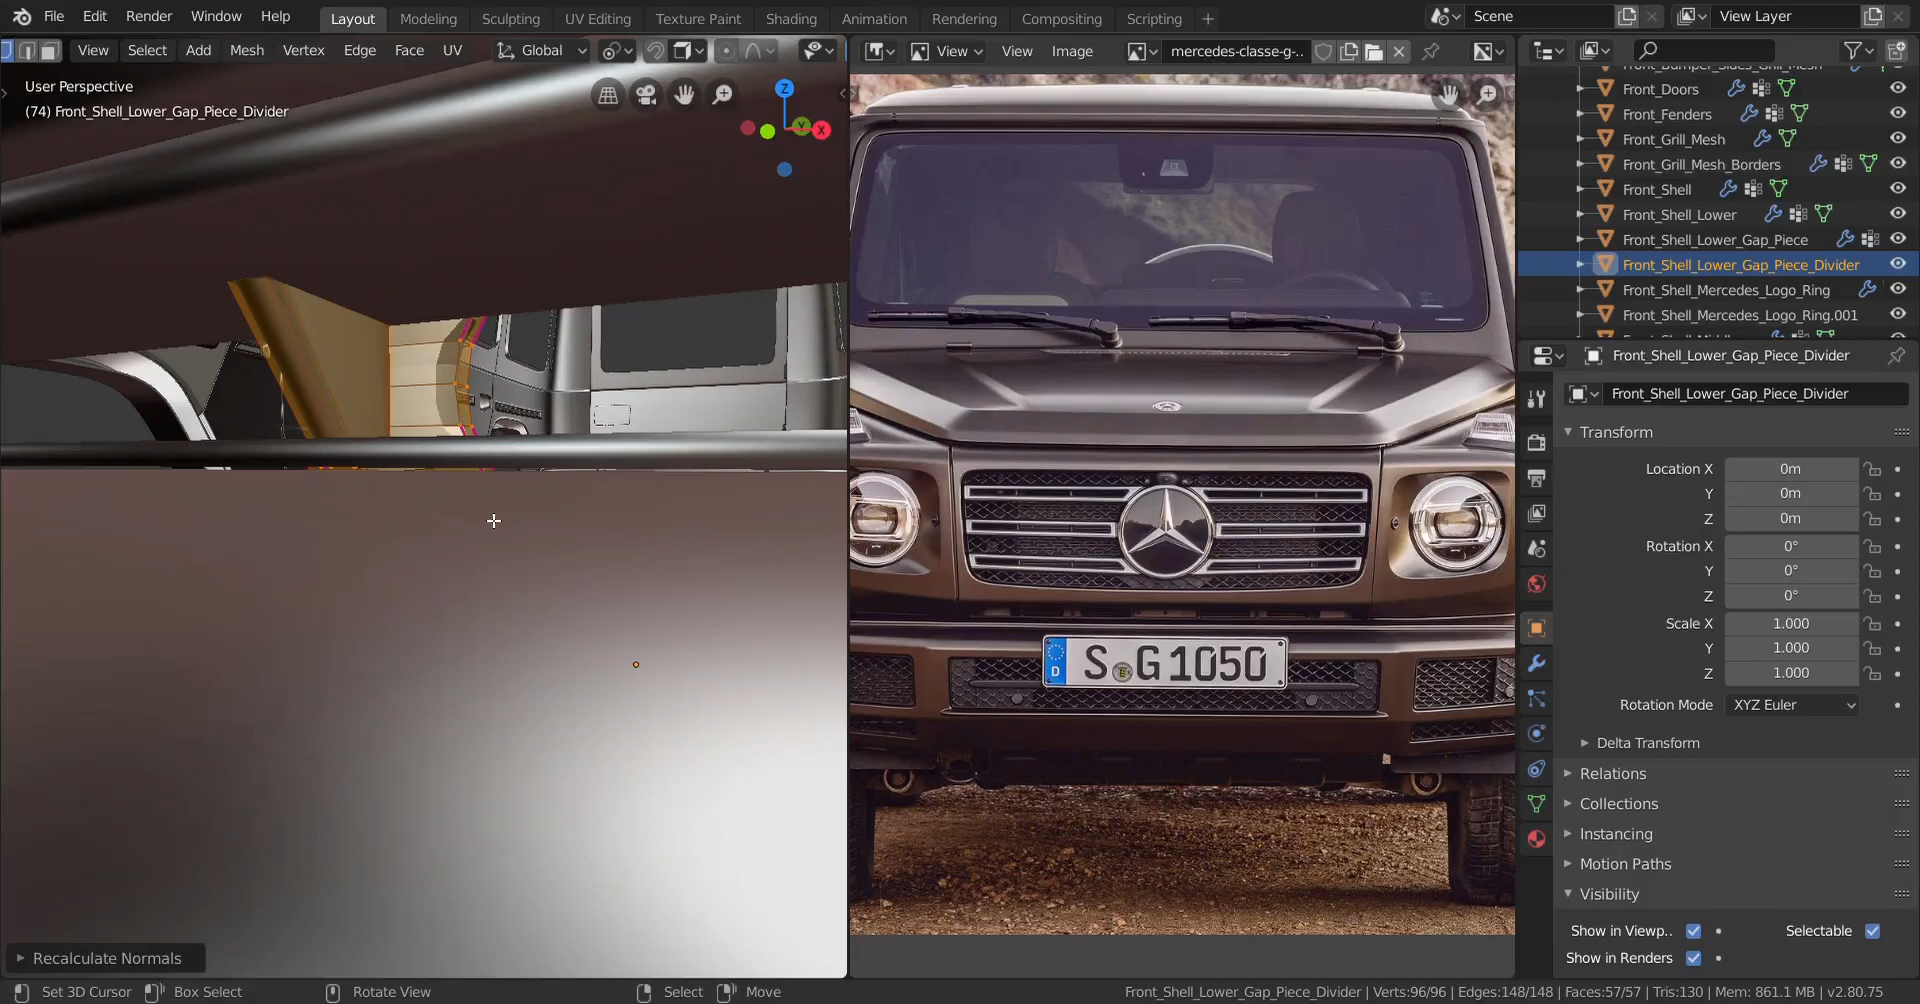 File Edit Render Window Help Layout Modeling Sculpting UV Editing Texture Paint Shading Animation Rendering Compositing Scripting + Scene View Layer
View Select Add Mesh Vertex Edge Face UV Global View View Image mercedes-classe-g-..
User Perspective
(74) Front_Shell_Lower_Gap_Piece_Divider
Z
Y
X
S G 1050
D
Recalculate Normals
Front_Doors
Front_Fenders
Front_Grill_Mesh
Front_Grill_Mesh_Borders
Front_Shell
Front_Shell_Lower
Front_Shell_Lower_Gap_Piece
Front_Shell_Lower_Gap_Piece_Divider
Front_Shell_Mercedes_Logo_Ring
Front_Shell_Mercedes_Logo_Ring.001
Front_Shell_Lower_Gap_Piece_Divider
Front_Shell_Lower_Gap_Piece_Divider
Transform
Location X 0m
Y 0m
Z 0m
Rotation X 0°
Y 0°
Z 0°
Scale X 1.000
Y 1.000
Z 1.000
Rotation Mode XYZ Euler
Delta Transform
Relations
Collections
Instancing
Motion Paths
Visibility
Show in Viewp.. Selectable
Show in Renders
Set 3D Cursor Box Select Rotate View Select Move Front_Shell_Lower_Gap_Piece_Divider | Verts:96/96 | Edges:148/148 | Faces:57/57 | Tris:130 | Mem: 861.1 MB | v2.80.75